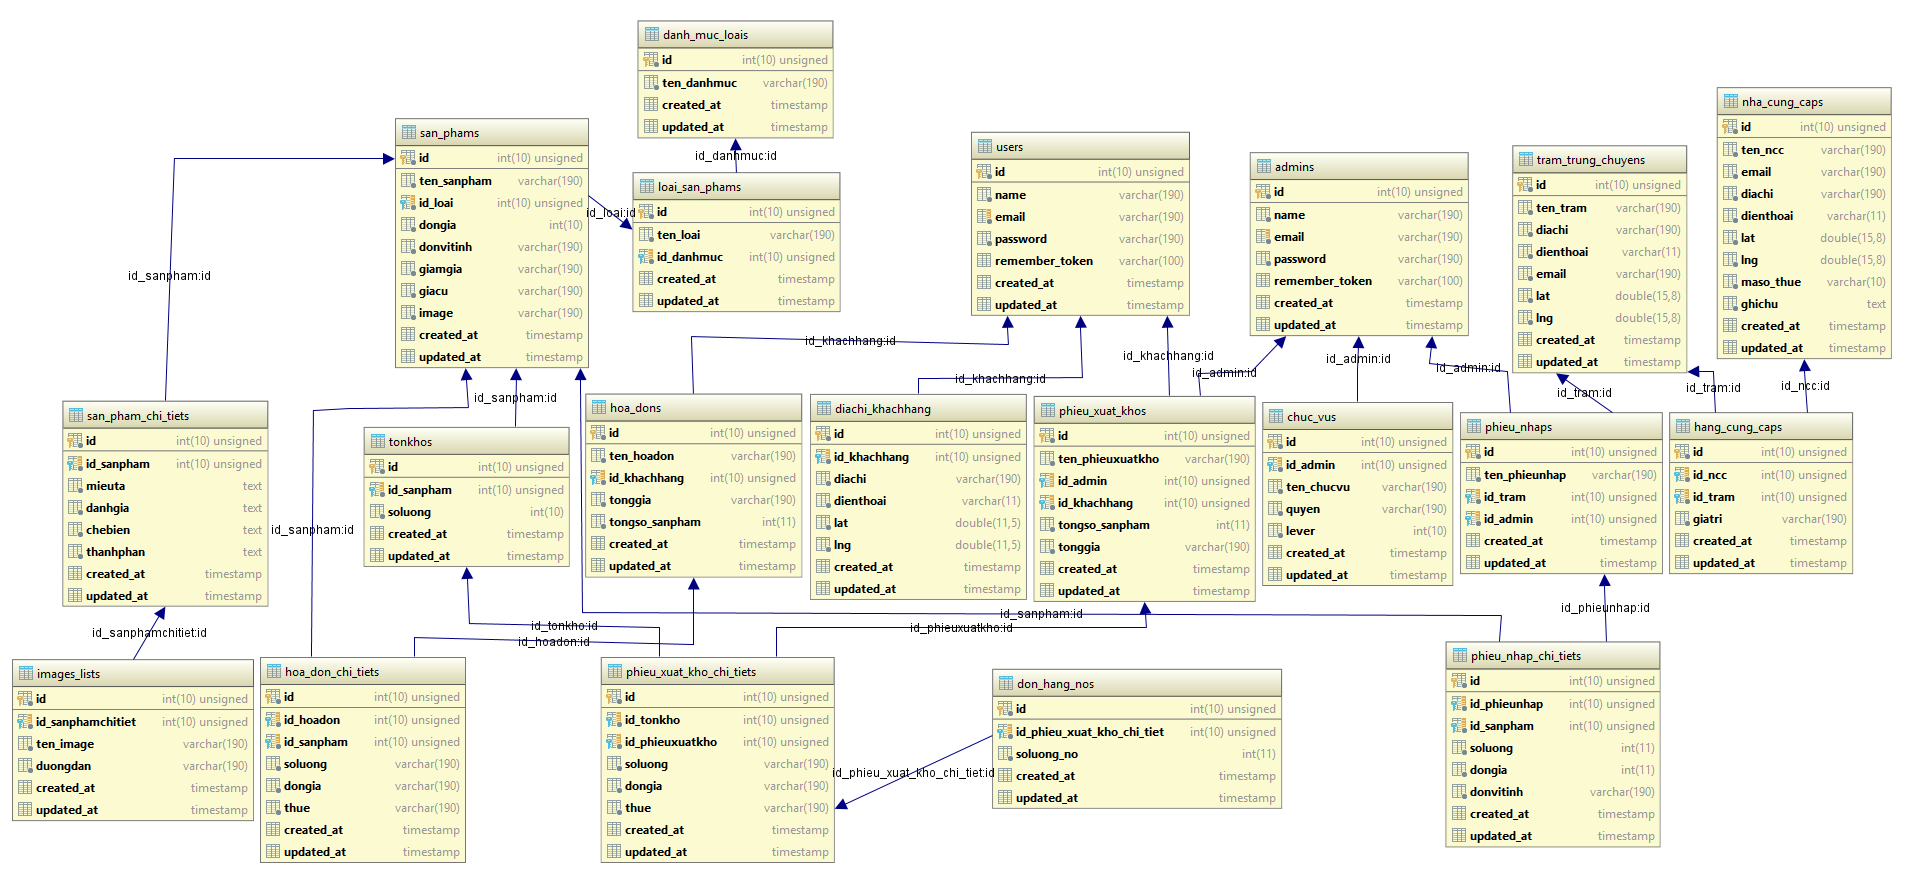 danh_muc_loais
id int(10) unsigned
ten_danhmuc varchar(190)
created_at timestamp
updated_at timestamp
id_danhmuc:id
san_phams
id int(10) unsigned
ten_sanpham varchar(190)
id_loai int(10) unsigned
dongia int(10)
donvitinh varchar(190)
giamgia varchar(190)
giacu varchar(190)
image varchar(190)
created_at timestamp
updated_at timestamp
id_loai:id
loai_san_phams
id int(10) unsigned
ten_loai varchar(190)
id_danhmuc int(10) unsigned
created_at timestamp
updated_at timestamp
users
id int(10) unsigned
name varchar(190)
email varchar(190)
password varchar(190)
remember_token varchar(100)
created_at timestamp
updated_at timestamp
admins
id int(10) unsigned
name varchar(190)
email varchar(190)
password varchar(190)
remember_token varchar(100)
created_at timestamp
updated_at timestamp
tram_trung_chuyens
id int(10) unsigned
ten_tram varchar(190)
diachi varchar(190)
dienthoai varchar(11)
email varchar(190)
lat double(15,8)
lng double(15,8)
created_at timestamp
updated_at timestamp
nha_cung_caps
id int(10) unsigned
ten_ncc varchar(190)
email varchar(190)
diachi varchar(190)
dienthoai varchar(11)
lat double(15,8)
lng double(15,8)
maso_thue varchar(10)
ghichu text
created_at timestamp
updated_at timestamp
id_sanpham:id
id_khachhang:id
id_khachhang:id
id_khachhang:id
id_admin:id
id_admin:id
id_admin:id
id_tram:id
id_tram:id
id_ncc:id
id_sanpham:id
san_pham_chi_tiets
id int(10) unsigned
id_sanpham int(10) unsigned
mieuta text
danhgia text
chebien text
thanhphan text
created_at timestamp
updated_at timestamp
id_sanpham:id
tonkhos
id int(10) unsigned
id_sanpham int(10) unsigned
soluong int(10)
created_at timestamp
updated_at timestamp
hoa_dons
id int(10) unsigned
ten_hoadon varchar(190)
id_khachhang int(10) unsigned
tonggia varchar(190)
tongso_sanpham int(11)
created_at timestamp
updated_at timestamp
diachi_khachhang
id int(10) unsigned
id_khachhang int(10) unsigned
diachi varchar(190)
dienthoai varchar(11)
lat double(11,5)
lng double(11,5)
created_at timestamp
updated_at timestamp
phieu_xuat_khos
id int(10) unsigned
ten_phieuxuatkho varchar(190)
id_admin int(10) unsigned
id_khachhang int(10) unsigned
tongso_sanpham int(11)
tonggia varchar(190)
created_at timestamp
updated_at timestamp
chuc_vus
id int(10) unsigned
id_admin int(10) unsigned
ten_chucvu varchar(190)
quyen varchar(190)
lever int(10)
created_at timestamp
updated_at timestamp
phieu_nhaps
id int(10) unsigned
ten_phieunhap varchar(190)
id_tram int(10) unsigned
id_admin int(10) unsigned
created_at timestamp
updated_at timestamp
hang_cung_caps
id int(10) unsigned
id_ncc int(10) unsigned
id_tram int(10) unsigned
giatri varchar(190)
created_at timestamp
updated_at timestamp
id_sanphamchitiet:id
id_tonkho:id
id_hoadon:id
id_phieuxuatkho:id
id_sanpham:id
id_phieunhap:id
images_lists
id int(10) unsigned
id_sanphamchitiet int(10) unsigned
ten_image varchar(190)
duongdan varchar(190)
created_at timestamp
updated_at timestamp
hoa_don_chi_tiets
id int(10) unsigned
id_hoadon int(10) unsigned
id_sanpham int(10) unsigned
soluong varchar(190)
dongia varchar(190)
thue varchar(190)
created_at timestamp
updated_at timestamp
phieu_xuat_kho_chi_tiets
id int(10) unsigned
id_tonkho int(10) unsigned
id_phieuxuatkho int(10) unsigned
soluong varchar(190)
dongia varchar(190)
thue varchar(190)
created_at timestamp
updated_at timestamp
id_phieu_xuat_kho_chi_tiet:id
don_hang_nos
id int(10) unsigned
id_phieu_xuat_kho_chi_tiet int(10) unsigned
soluong_no int(11)
created_at timestamp
updated_at timestamp
phieu_nhap_chi_tiets
id int(10) unsigned
id_phieunhap int(10) unsigned
id_sanpham int(10) unsigned
soluong int(11)
dongia int(11)
donvitinh varchar(190)
created_at timestamp
updated_at timestamp